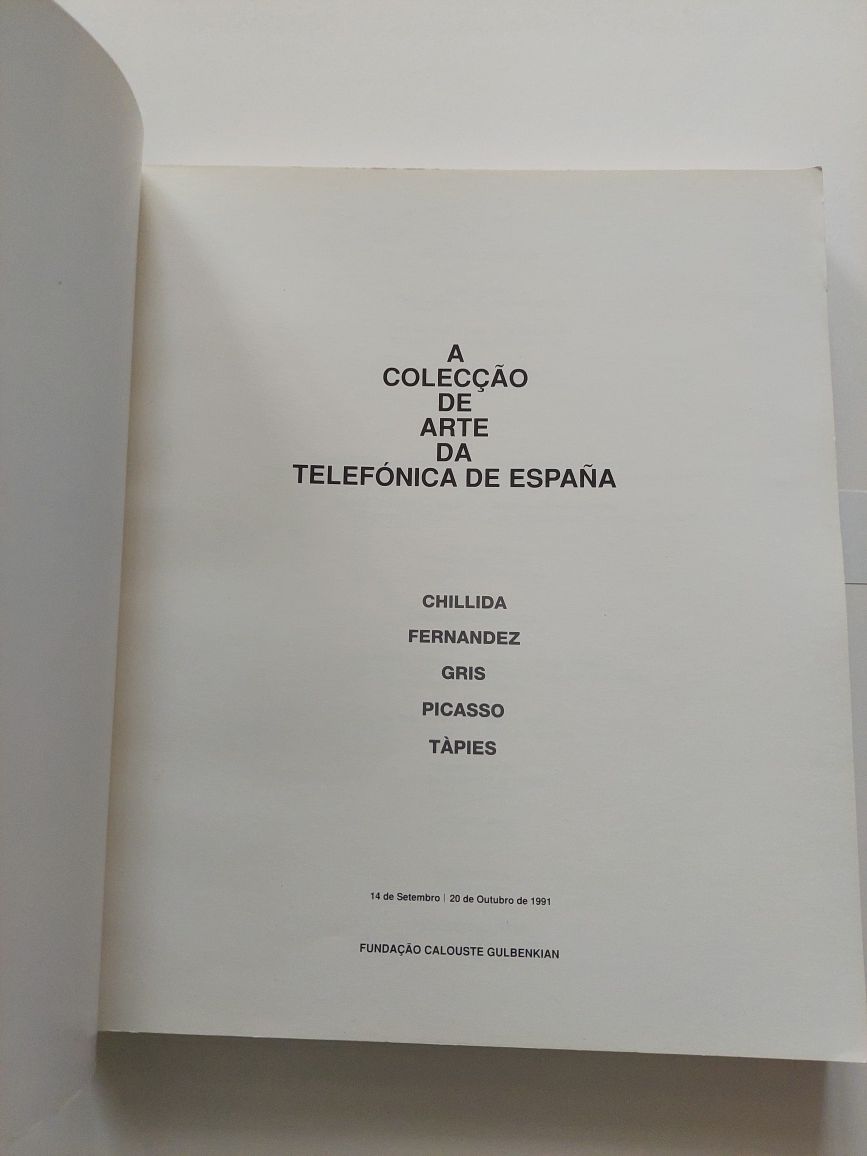 A
COLECÇÃO
DE
ARTE
DA
TELEFÓNICA DE ESPAÑA
CHILLIDA
FERNANDEZ
GRIS
PICASSO
TÀPIES
14 de Setembro | 20 de Outubro de 1991
FUNDAÇÃO CALOUSTE GULBENKIAN